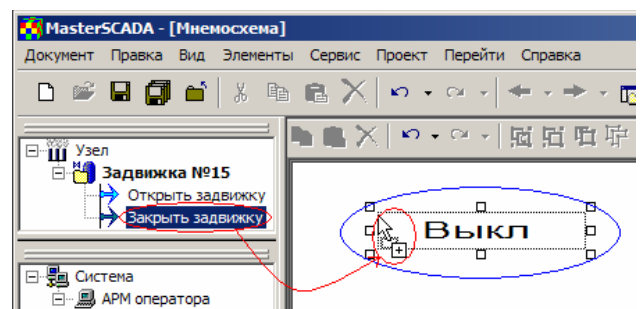 MasterSCADA - [Мнемосхема]
Документ Правка Вид Элементы Сервис Проект Перейти Справка
Узел
Задвижка №15
Открыть задвижку
Закрыть задвижку
Выкл
Система
АРМ оператора